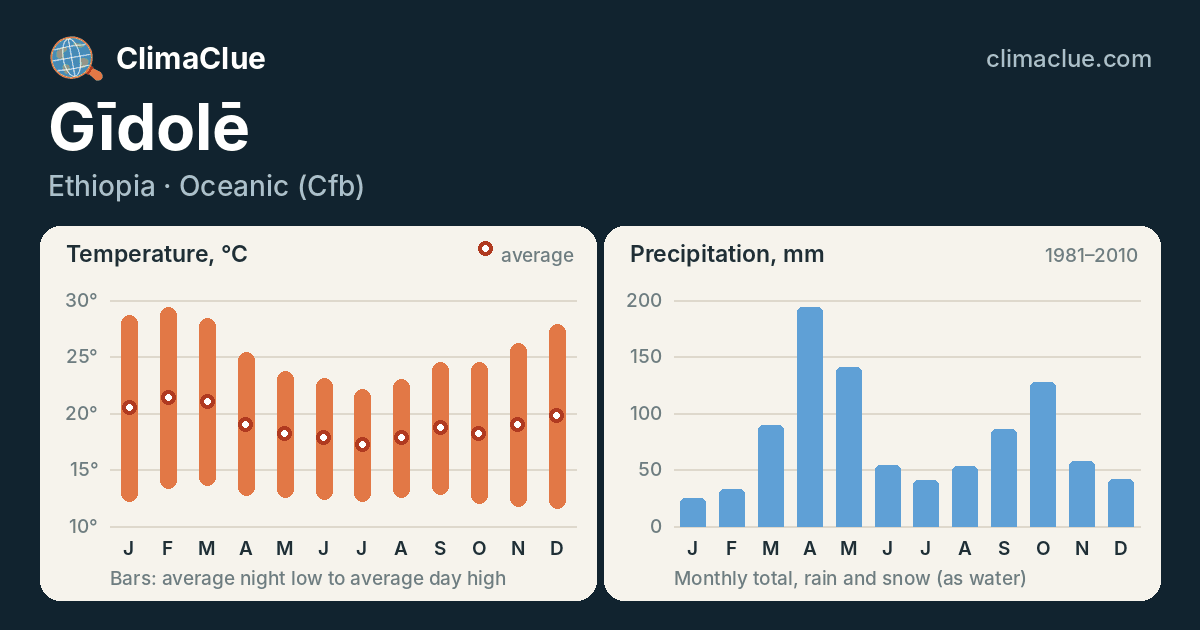 ClimaClue
climaclue.com
Gīdolē
Ethiopia · Oceanic (Cfb)
Temperature, °C
average
30°
25°
20°
15°
10°
J F M A M J J A S O N D
Bars: average night low to average day high
Precipitation, mm
1981–2010
200
150
100
50
0
J F M A M J J A S O N D
Monthly total, rain and snow (as water)